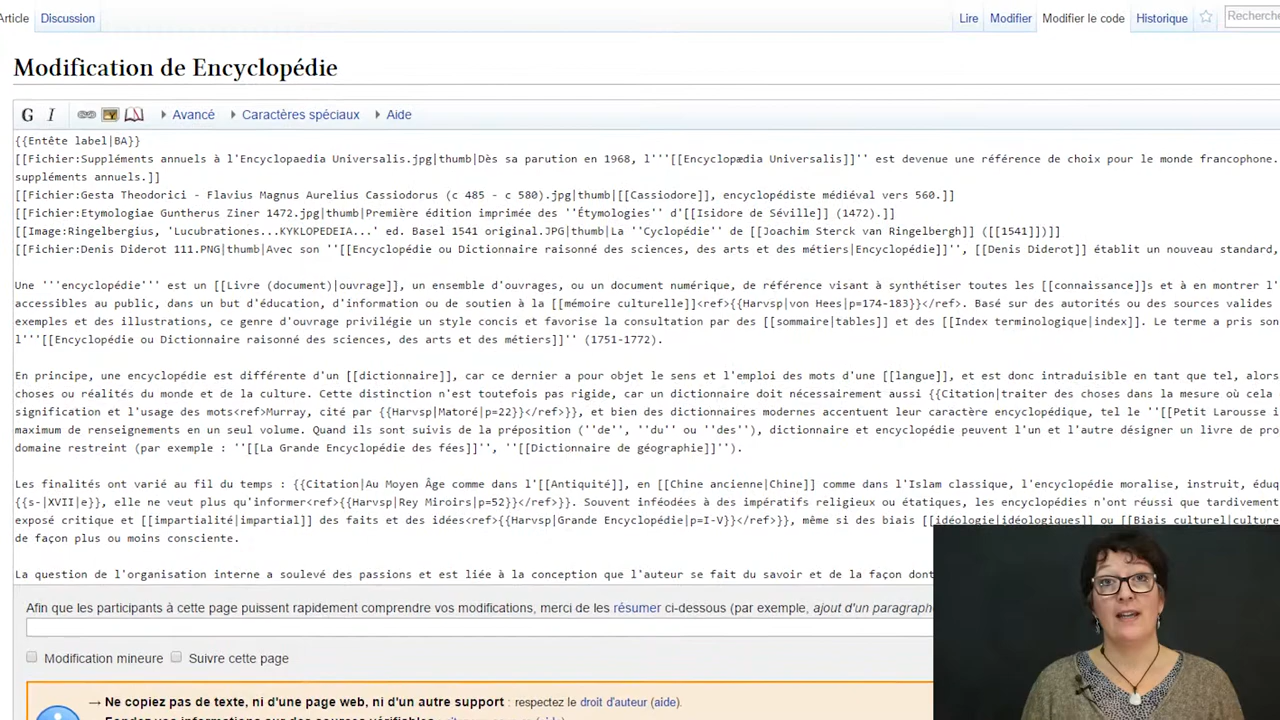 Article Discussion Lire Modifier Modifier le code Historique Recherche
Modification de Encyclopédie
G I Avancé Caractères spéciaux Aide
{{Entête label|BA}}
[[Fichier:Suppléments annuels à l'Encyclopaedia Universalis.jpg|thumb|Dès sa parution en 1968, l'''[[Encyclopædia Universalis]]'' est devenue une référence de choix pour le monde francophone.
suppléments annuels.]]
[[Fichier:Gesta Theodorici - Flavius Magnus Aurelius Cassiodorus (c 485 - c 580).jpg|thumb|[[Cassiodore]], encyclopédiste médiéval vers 560.]]
[[Fichier:Etymologiae Guntherus Ziner 1472.jpg|thumb|Première édition imprimée des ''Étymologies'' d'[[Isidore de Séville]] (1472).]]
[[Image:Ringelbergius, 'Lucubrationes...KYKLOPEDEIA...' ed. Basel 1541 original.JPG|thumb|La ''Cyclopédie'' de [[Joachim Sterck van Ringelbergh]] ([[1541]])]]
[[Fichier:Denis Diderot 111.PNG|thumb|Avec son ''[[Encyclopédie ou Dictionnaire raisonné des sciences, des arts et des métiers|Encyclopédie]]'', [[Denis Diderot]] établit un nouveau standard,
Une '''encyclopédie''' est un [[Livre (document)|ouvrage]], un ensemble d'ouvrages, ou un document numérique, de référence visant à synthétiser toutes les [[connaissance]]s et à en montrer l'
accessibles au public, dans un but d'éducation, d'information ou de soutien à la [[mémoire culturelle]]<ref>{{Harvsp|von Hees|p=174-183}}</ref>. Basé sur des autorités ou des sources valides
exemples et des illustrations, ce genre d'ouvrage privilégie un style concis et favorise la consultation par des [[sommaire|tables]] et des [[Index terminologique|index]]. Le terme a pris son
l'''[[Encyclopédie ou Dictionnaire raisonné des sciences, des arts et des métiers]]'' (1751-1772).
En principe, une encyclopédie est différente d'un [[dictionnaire]], car ce dernier a pour objet le sens et l'emploi des mots d'une [[langue]], et est donc intraduisible en tant que tel, alors
choses ou réalités du monde et de la culture. Cette distinction n'est toutefois pas rigide, car un dictionnaire doit nécessairement aussi {{Citation|traiter des choses dans la mesure où cela
signification et l'usage des mots<ref>Murray, cité par {{Harvsp|Matoré|p=22}}</ref>}}, et bien des dictionnaires modernes accentuent leur caractère encyclopédique, tel le ''[[Petit Larousse i
maximum de renseignements en un seul volume. Quand ils sont suivis de la préposition (''de'', ''du'' ou ''des''), dictionnaire et encyclopédie peuvent l'un et l'autre désigner un livre de pro
domaine restreint (par exemple : ''[[La Grande Encyclopédie des fées]]'', ''[[Dictionnaire de géographie]]'').
Les finalités ont varié au fil du temps : {{Citation|Au Moyen Âge comme dans l'[[Antiquité]], en [[Chine ancienne|Chine]] comme dans l'Islam classique, l'encyclopédie moralise, instruit, éduq
{{s-|XVII|e}}, elle ne veut plus qu'informer<ref>{{Harvsp|Rey Miroirs|p=52}}</ref>}}. Souvent inféodées à des impératifs religieux ou étatiques, les encyclopédies n'ont réussi que tardivement
exposé critique et [[impartialité|impartial]] des faits et des idées<ref>{{Harvsp|Grande Encyclopédie|p=I-V}}</ref>}}, même si des biais [[idéologie|idéologiques]] ou [[Biais culturel|culture
de façon plus ou moins consciente.
La question de l'organisation interne a soulevé des passions et est liée à la conception que l'auteur se fait du savoir et de la façon dont
Afin que les participants à cette page puissent rapidement comprendre vos modifications, merci de les résumer ci-dessous (par exemple, ajout d'un paragraphe
Modification mineure Suivre cette page
→ Ne copiez pas de texte, ni d'une page web, ni d'un autre support : respectez le droit d'auteur (aide).